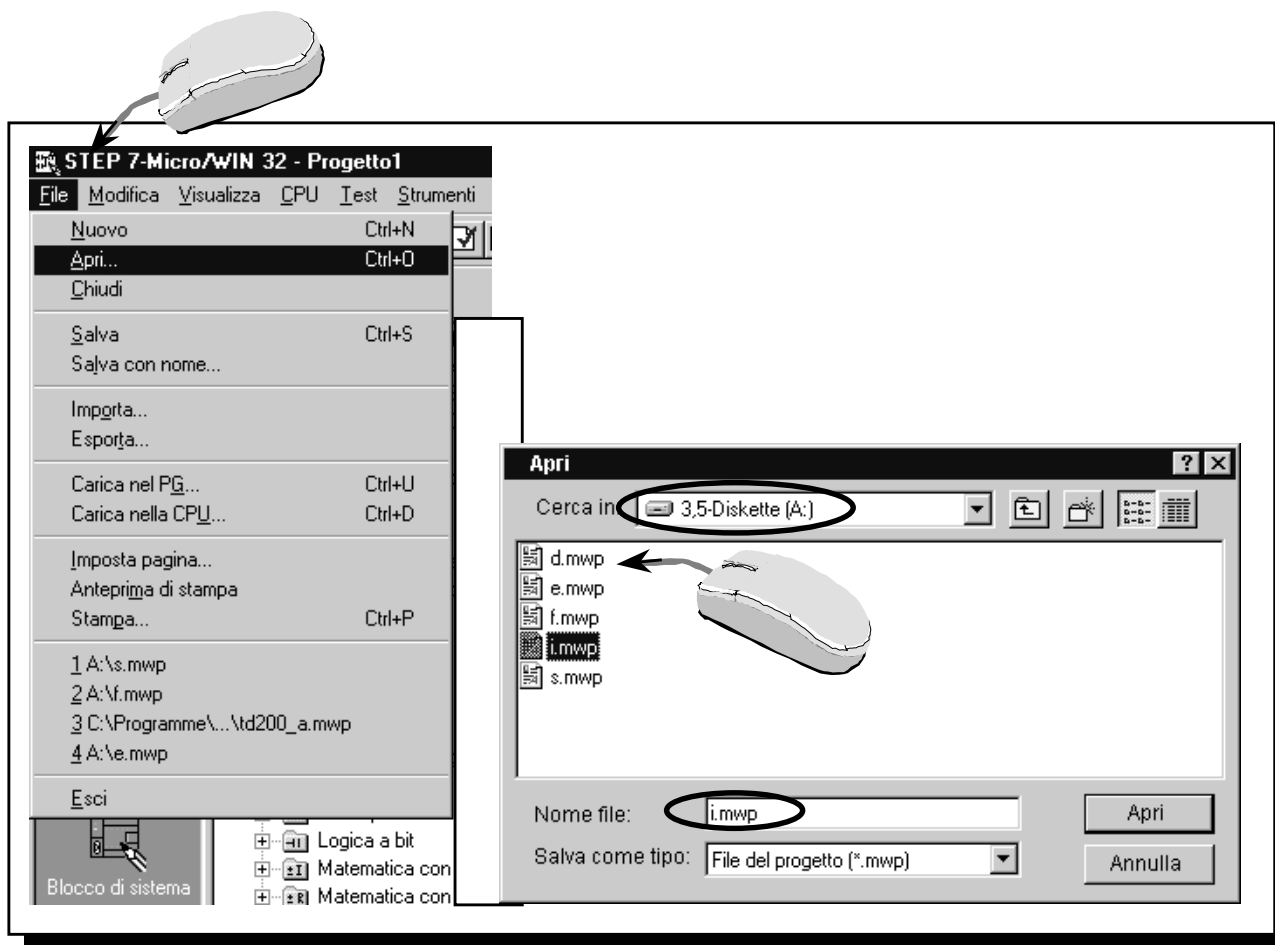 STEP 7-Micro/WIN 32 - Progetto1
File Modifica Visualizza CPU Test Strumenti
Nuovo Ctrl+N
Apri... Ctrl+O
Chiudi
Salva Ctrl+S
Salva con nome...
Importa...
Esporta...
Carica nel PG... Ctrl+U
Carica nella CPU... Ctrl+D
Imposta pagina...
Anteprima di stampa
Stampa... Ctrl+P
1 A:\s.mwp
2 A:\f.mwp
3 C:\Programme\...\td200_a.mwp
4 A:\e.mwp
Esci
Blocco di sistema
Logica a bit
Matematica con
Matematica con
Apri
Cerca in 3,5-Diskette (A:)
d.mwp
e.mwp
f.mwp
i.mwp
s.mwp
Nome file: i.mwp Apri
Salva come tipo: File del progetto (*.mwp) Annulla